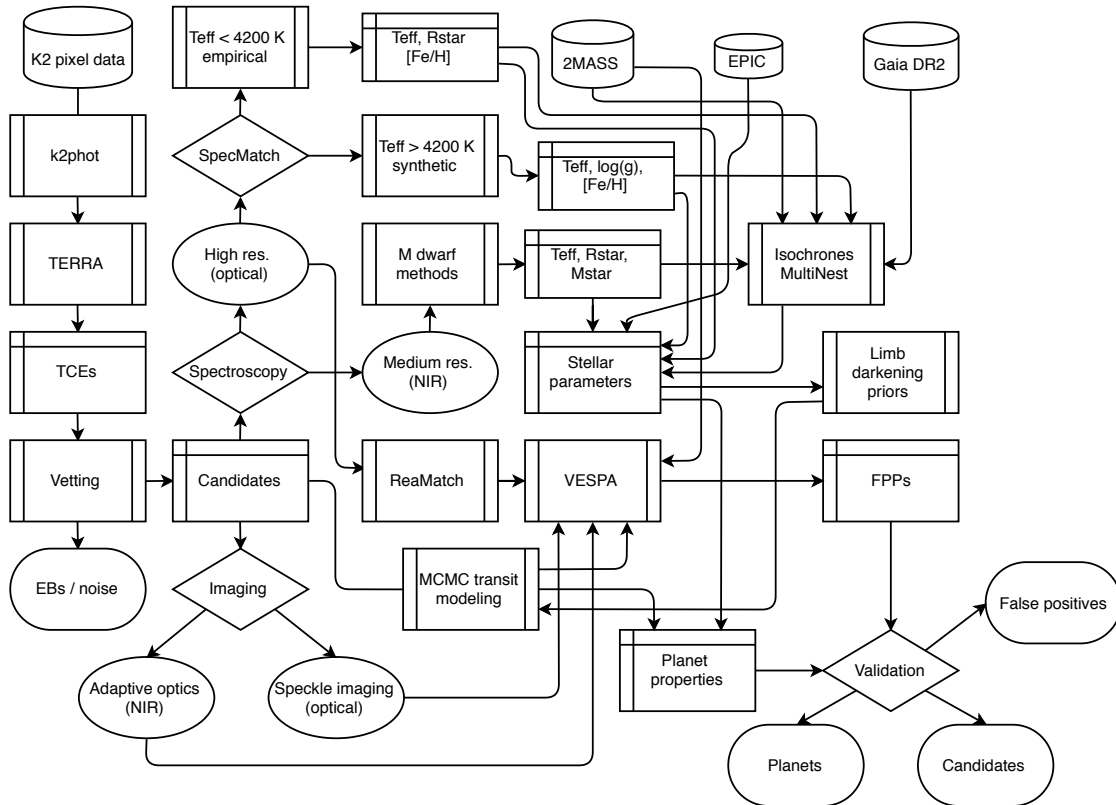 K2 pixel data
Teff < 4200 K
empirical
Teff, Rstar
[Fe/H]
2MASS
EPIC
Gaia DR2
k2phot
SpecMatch
Teff > 4200 K
synthetic
Teff, log(g),
[Fe/H]
TERRA
High res.
(optical)
M dwarf
methods
Teff, Rstar,
Mstar
Isochrones
MultiNest
TCEs
Spectroscopy
Medium res.
(NIR)
Stellar
parameters
Limb
darkening
priors
Vetting
Candidates
ReaMatch
VESPA
FPPs
EBs / noise
Imaging
MCMC transit
modeling
False positives
Adaptive optics
(NIR)
Speckle imaging
(optical)
Planet
properties
Validation
Planets
Candidates